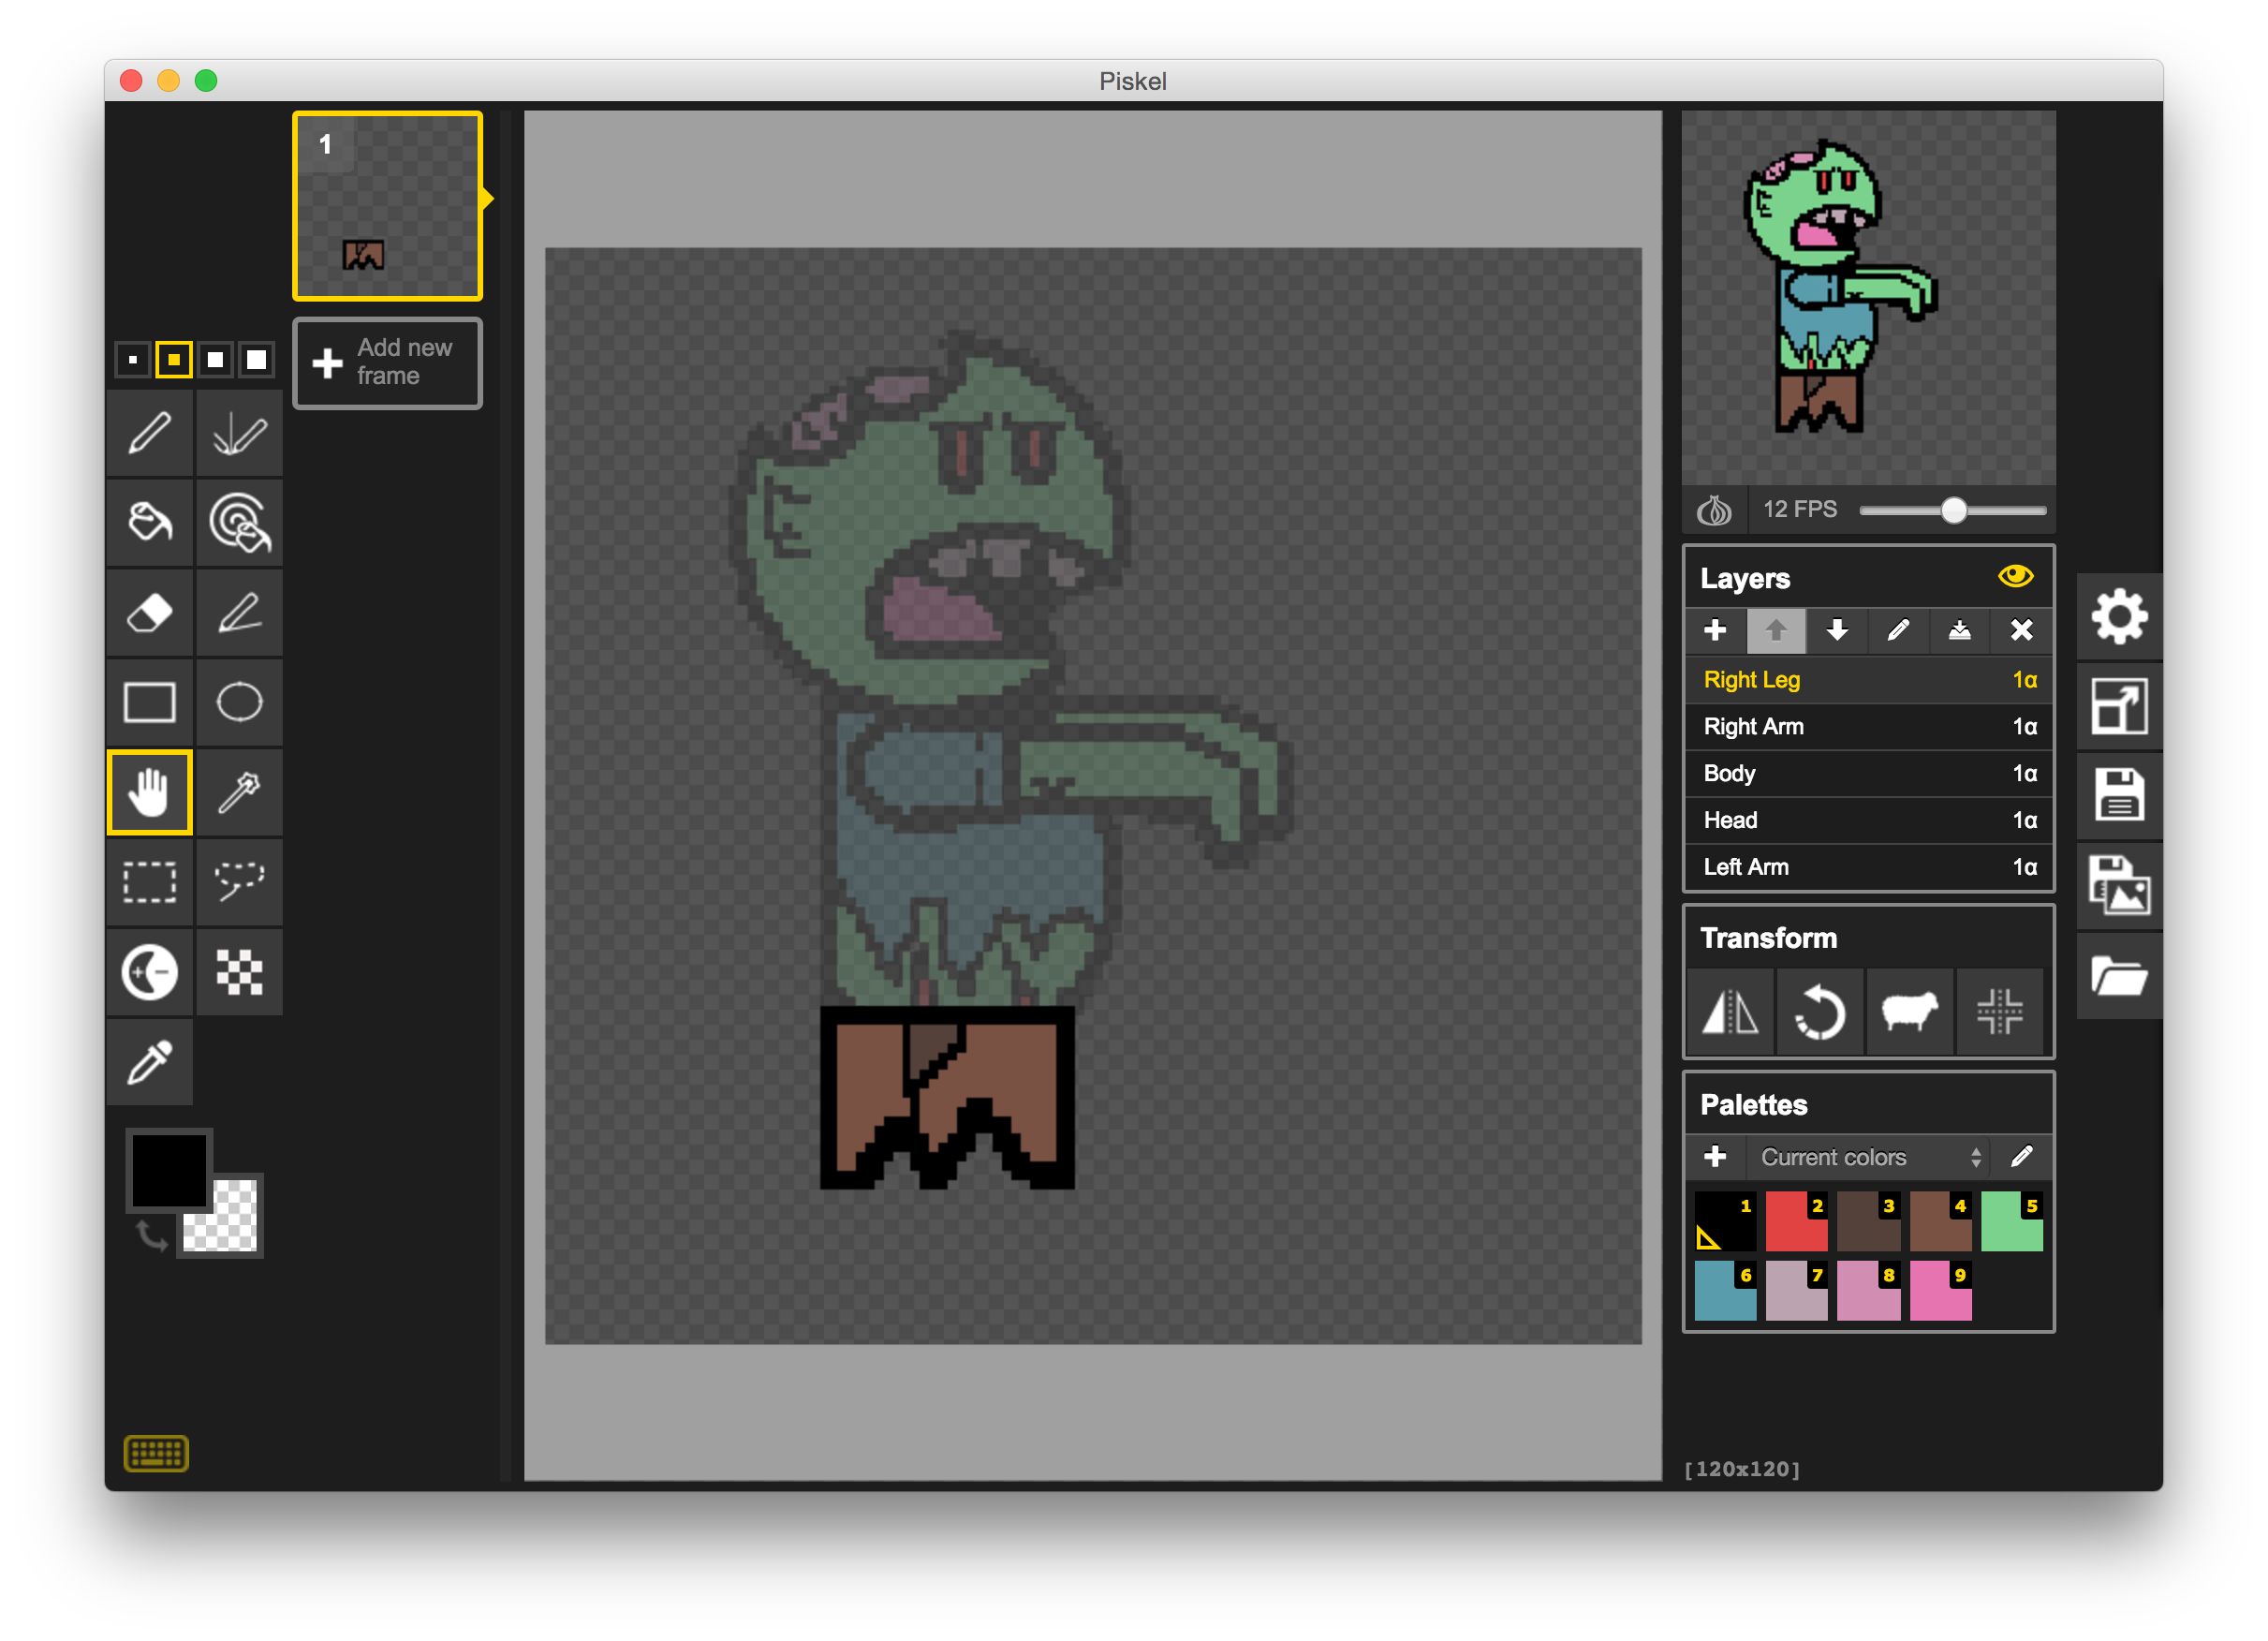 Piskel
1
Add new
frame
12 FPS
Layers
Right Leg 1α
Right Arm 1α
Body 1α
Head 1α
Left Arm 1α
Transform
Palettes
Current colors
1 2 3 4 5
6 7 8 9
[120x120]